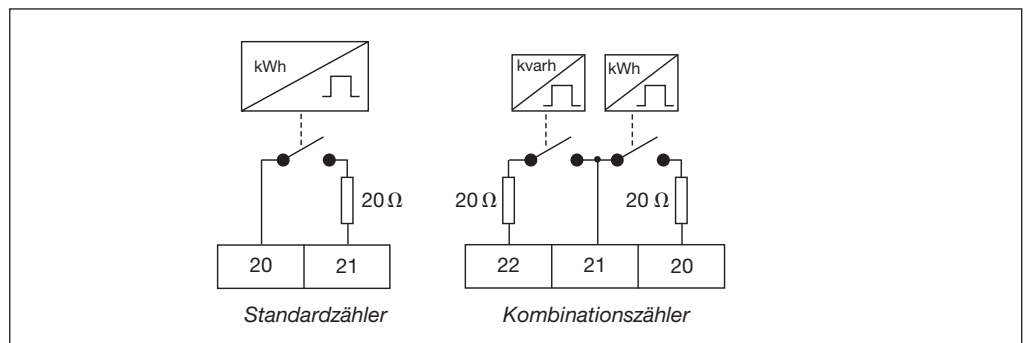 kWh
kvarh kWh
20 Ω 20 Ω 20 Ω
20 21 22 21 20
Standardzähler Kombinationszähler